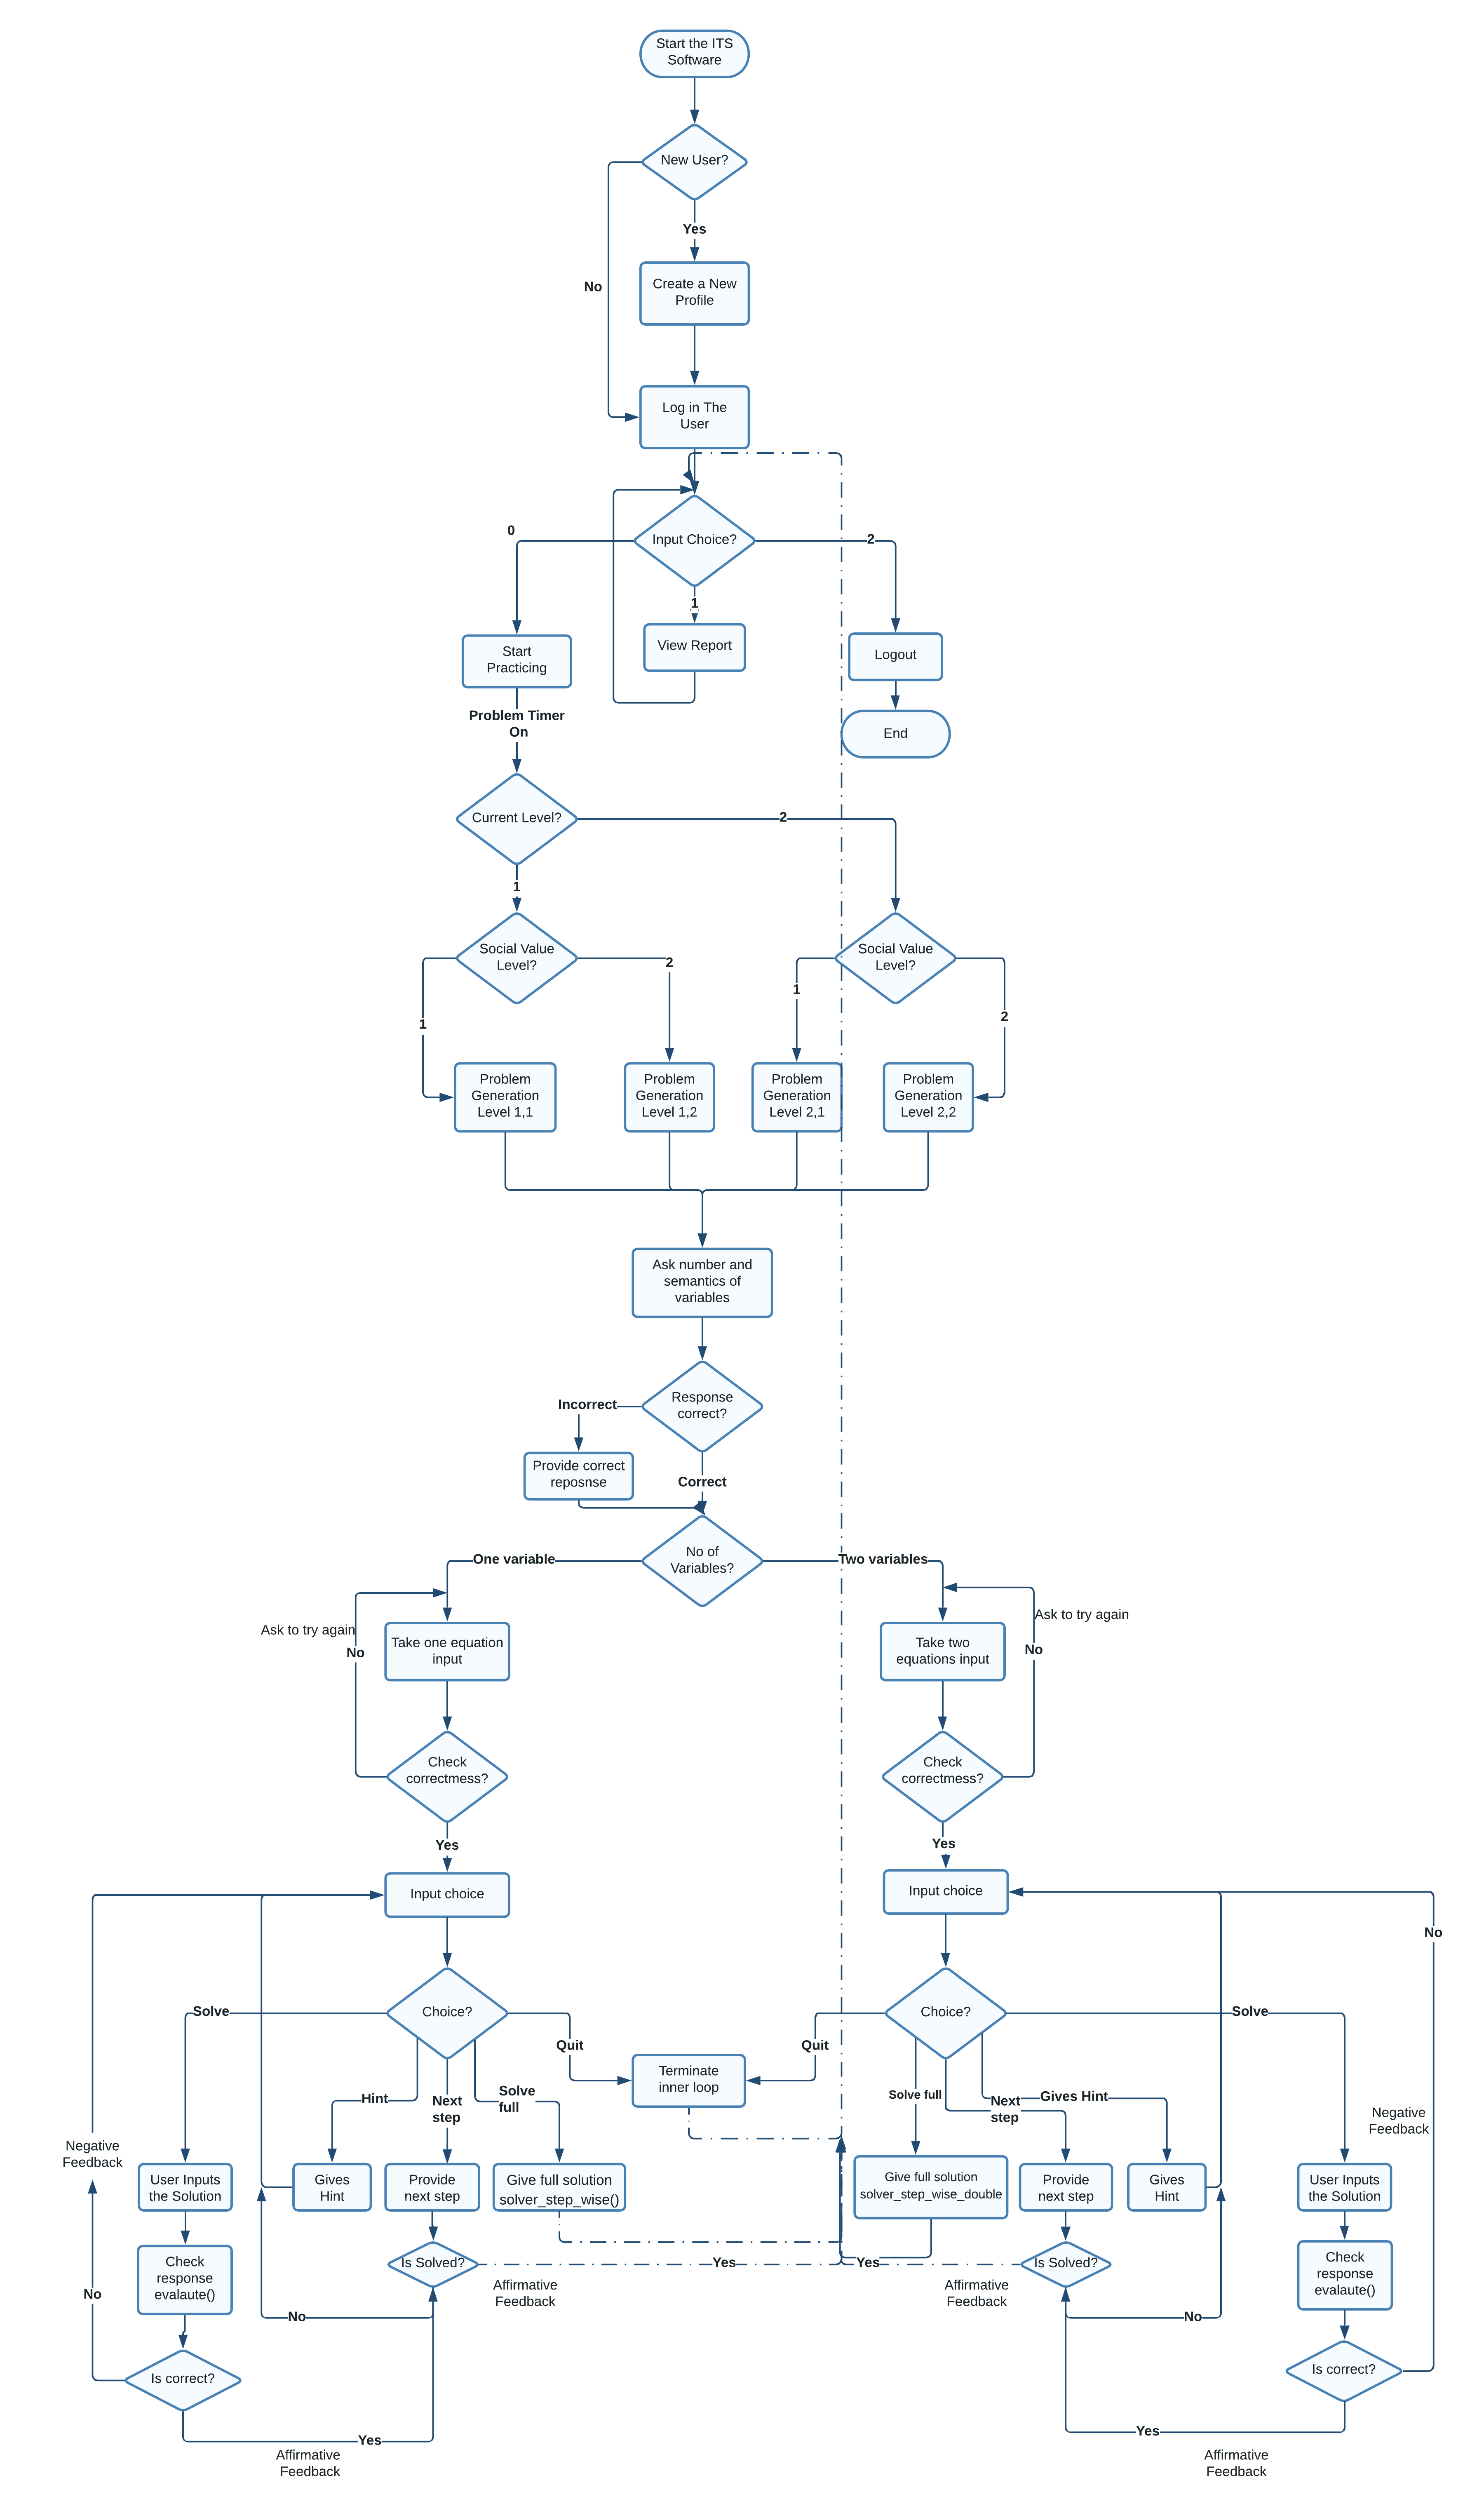 Start the ITS
Software
New User?
Yes
No
Create a New
Profile
Log in The
User
0
Input Choice?
2
1
Start
Practicing
View Report
Logout
Problem Timer
On
End
Current Level?
2
1
Social Value
Level?
2
1
Social Value
Level?
1
2
Problem
Generation
Level 1,1
Problem
Generation
Level 1,2
Problem
Generation
Level 2,1
Problem
Generation
Level 2,2
Ask number and
semantics of
variables
Response
correct?
Incorrect
Provide correct
reposnse
Correct
No of
Variables?
One variable
Two variables
Ask to try again
No
Take one equation
input
Take two
equations input
Ask to try again
No
Check
correctmess?
Check
correctmess?
Yes
Yes
Input choice
Input choice
No
Solve
Choice?
Quit
Quit
Choice?
Solve
Terminate
inner loop
Hint
Next
step
Solve
full
Solve full
Next
step
Gives Hint
Negative
Feedback
Negative
Feedback
User Inputs
the Solution
Gives
Hint
Provide
next step
Give full solution
solver_step_wise()
Give full solution
solver_step_wise_double
Provide
next step
Gives
Hint
User Inputs
the Solution
Check
response
evalaute()
Is Solved?
Yes
Yes
Is Solved?
Check
response
evalaute()
Affirmative
Feedback
Affirmative
Feedback
No
No
No
Is correct?
Is correct?
Yes
Yes
Affirmative
Feedback
Affirmative
Feedback